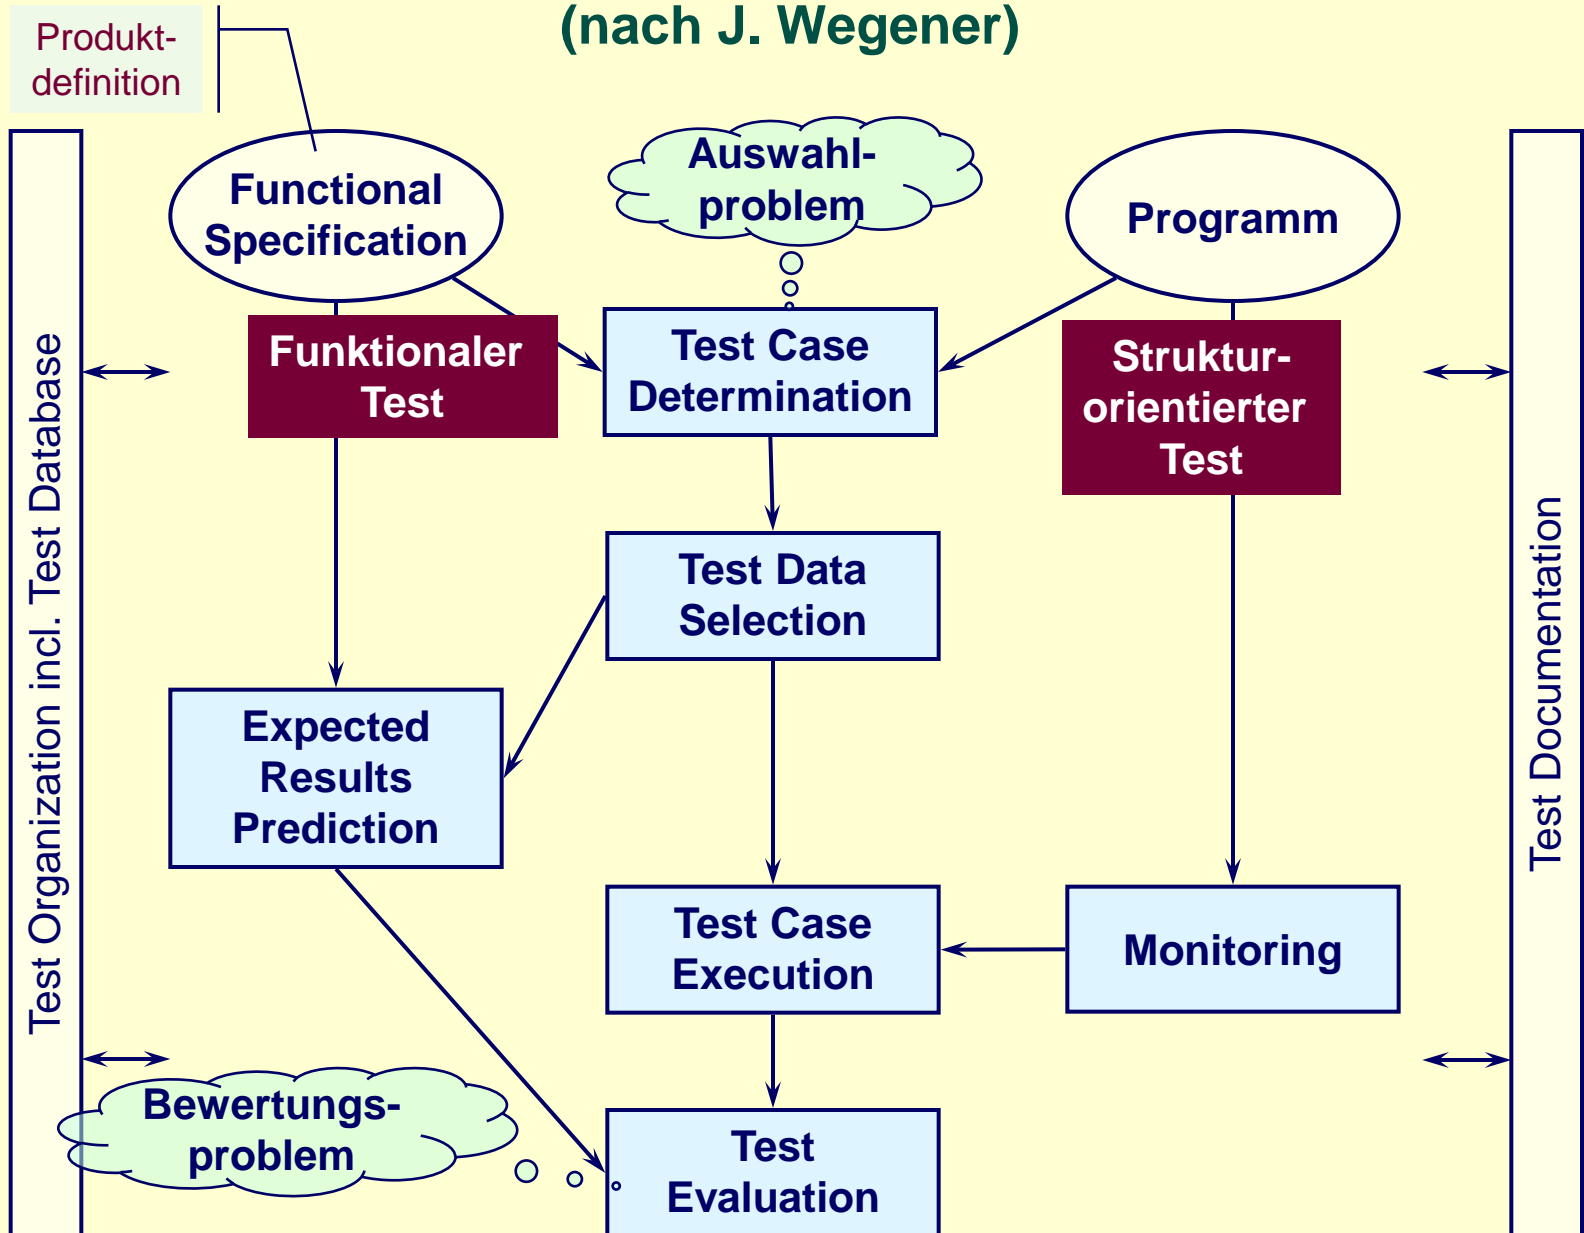 (nach J. Wegener)
Produkt-
definition
Functional
Specification
Auswahl-
problem
Programm
Funktionaler
Test
Test Case
Determination
Struktur-
orientierter
Test
Test Organization incl. Test Database
Test Data
Selection
Test Documentation
Expected
Results
Prediction
Test Case
Execution
Monitoring
Bewertungs-
problem
Test
Evaluation